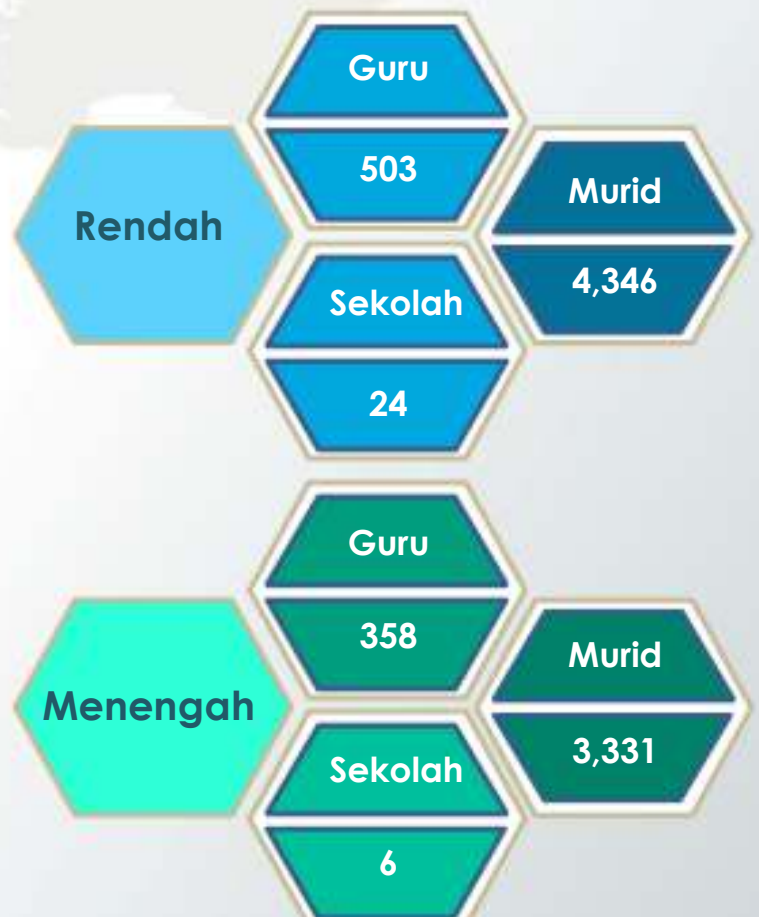 Rendah
Guru
503
Sekolah
24
Murid
4,346
Menengah
Guru
358
Sekolah
6
Murid
3,331